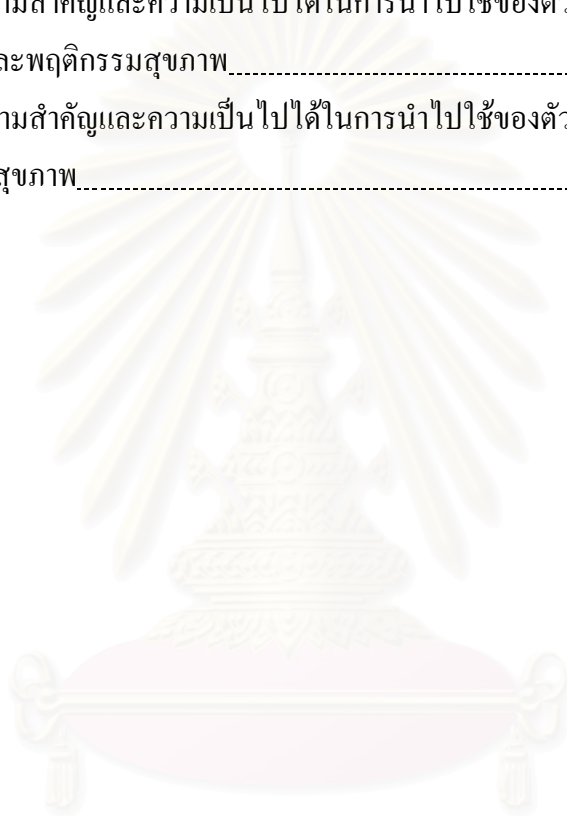 ามสำคัญและความเป็นไปได้ในการนำไปใช้ของตัว
ละพฤติกรรมสุขภาพ
ามสำคัญและความเป็นไปได้ในการนำไปใช้ของตัว
สุขภาพ